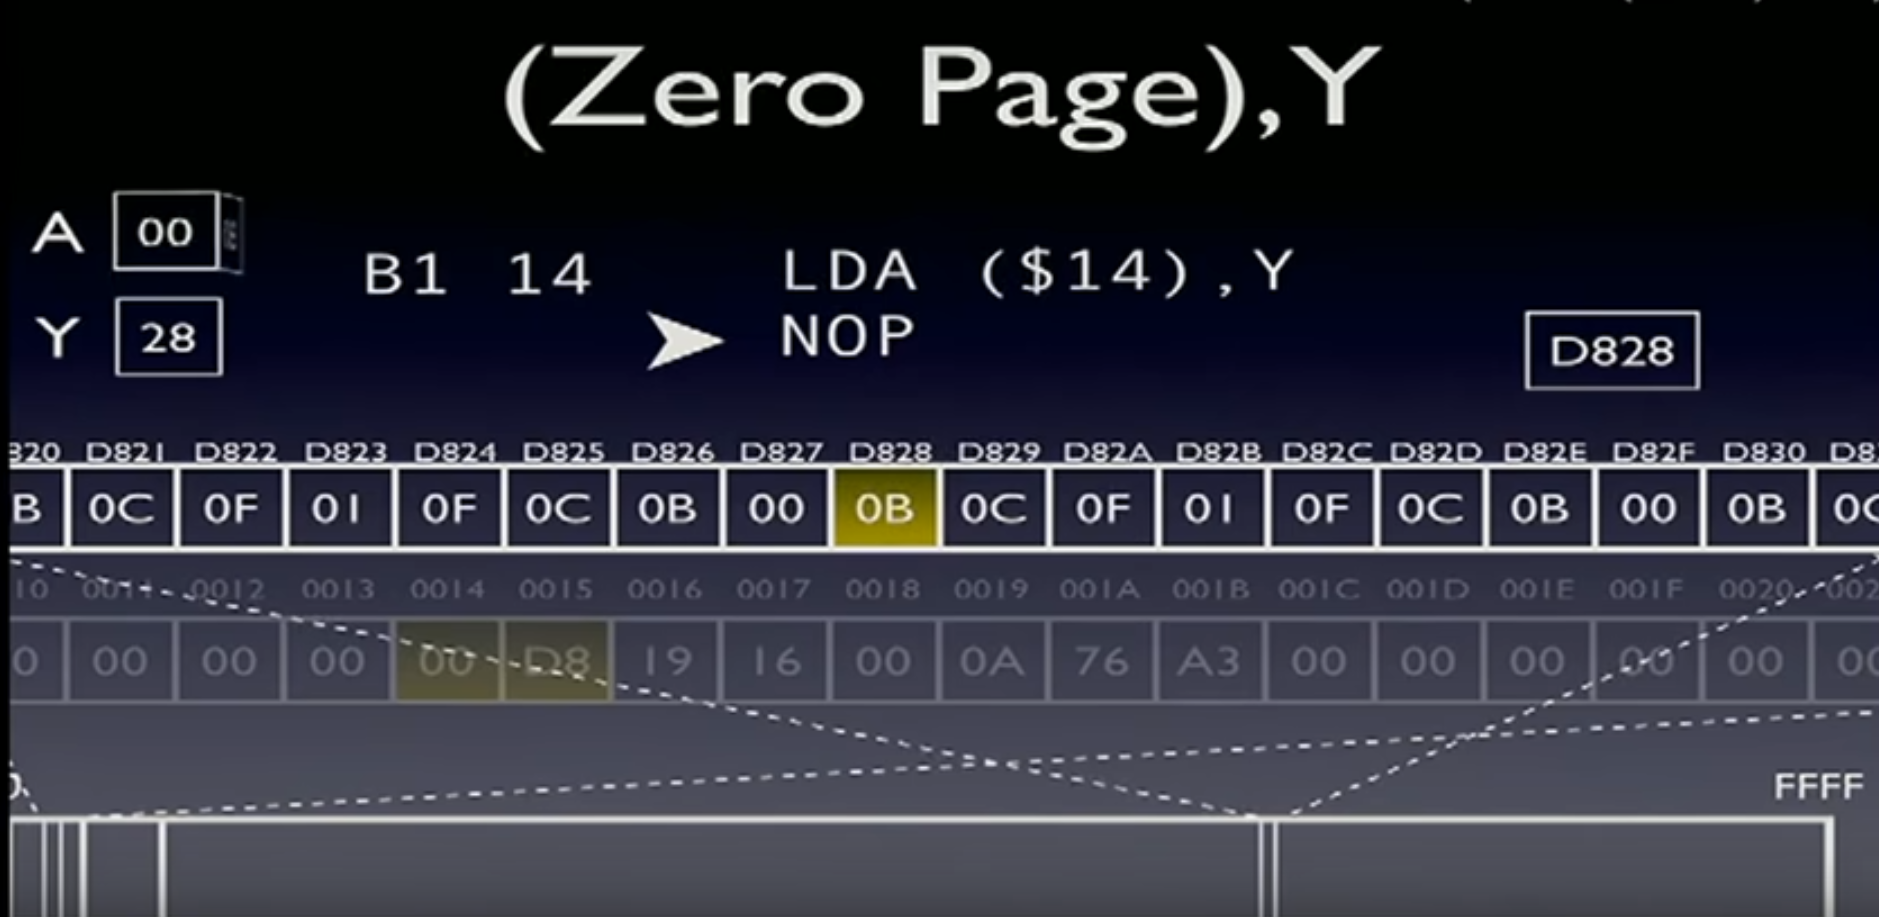 (Zero Page),Y
A 00
B1 14 LDA ($14),Y
Y 28 NOP
D828
820 D821 D822 D823 D824 D825 D826 D827 D828 D829 D82A D82B D82C D82D D82E D82F D830 D8
B 0C 0F 01 0F 0C 0B 00 0B 0C 0F 01 0F 0C 0B 00 0B 0C
10 0011 0012 0013 0014 0015 0016 0017 0018 0019 001A 001B 001C 001D 001E 001F 0020 002
0 00 00 00 00 D8 19 16 00 0A 76 A3 00 00 00 00 00 00
FFFF